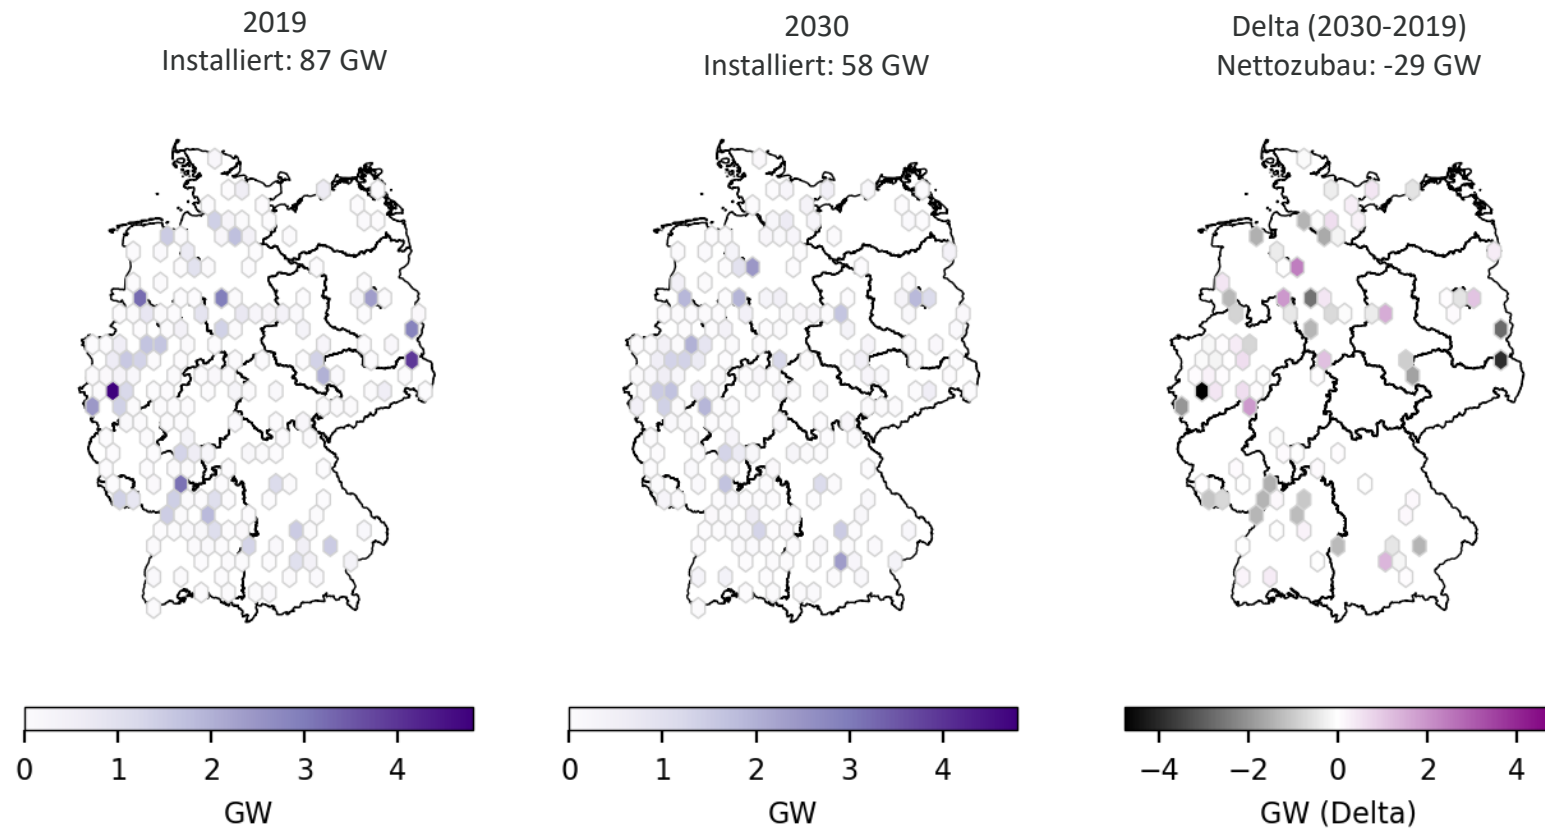 2019
Installiert: 87 GW
2030
Installiert: 58 GW
Delta (2030-2019)
Nettozubau: -29 GW
0 1 2 3 4
GW
0 1 2 3 4
GW
−4 −2 0 2 4
GW (Delta)